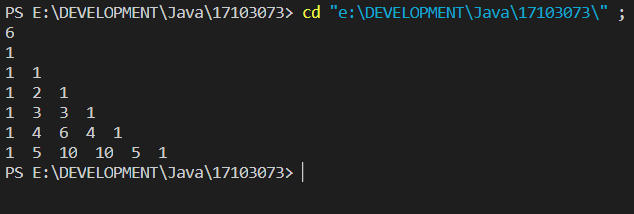 PS E:\DEVELOPMENT\Java\17103073> cd "e:\DEVELOPMENT\Java\17103073\" ;
6
1
1  1
1  2  1
1  3  3  1
1  4  6  4  1
1  5  10  10  5  1
PS E:\DEVELOPMENT\Java\17103073>